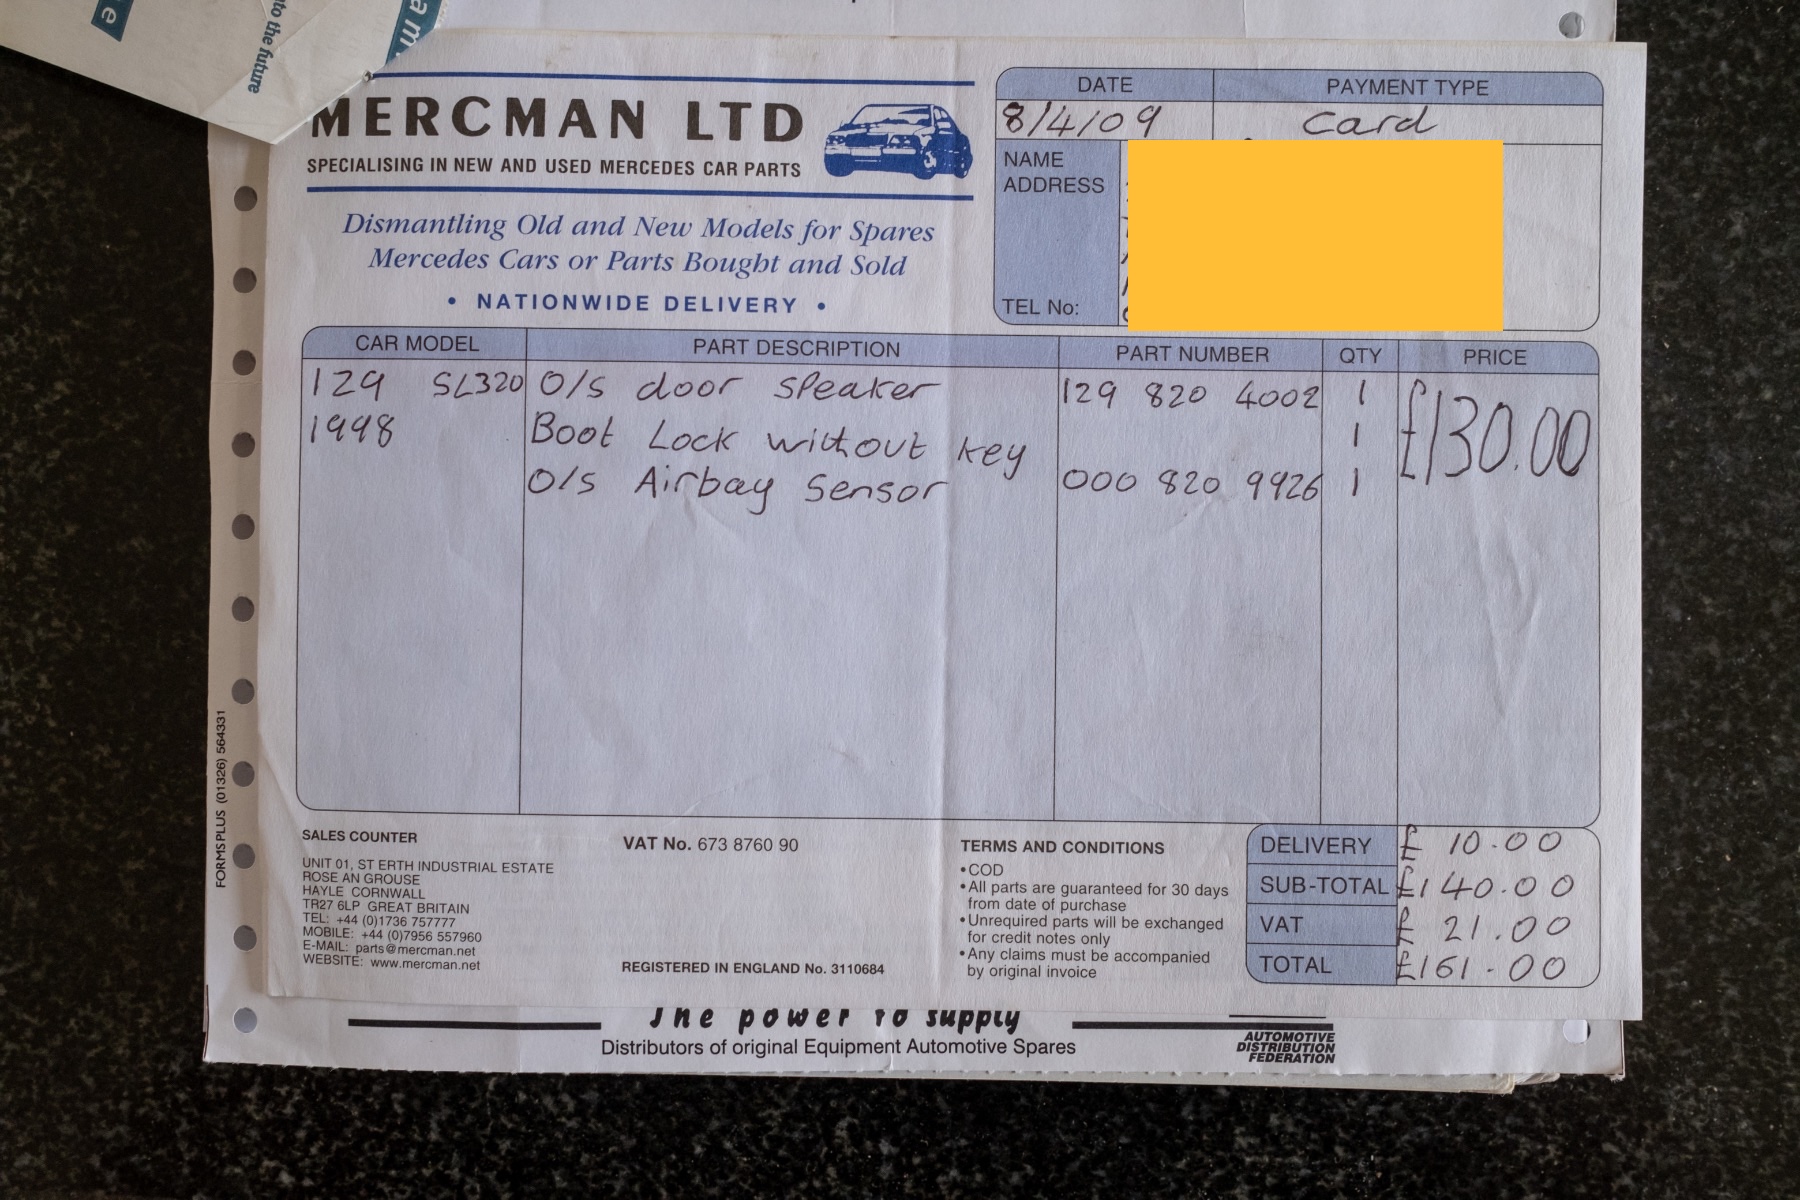 e
to the future
am
MERCMAN LTD
SPECIALISING IN NEW AND USED MERCEDES CAR PARTS
Dismantling Old and New Models for Spares
Mercedes Cars or Parts Bought and Sold
• NATIONWIDE DELIVERY •
DATE PAYMENT TYPE
8/4/09 Card
NAME
ADDRESS
TEL No:
CAR MODEL PART DESCRIPTION PART NUMBER QTY PRICE
129 SL320 O/S door speaker 129 820 4002 1 £130.00
1998 Boot Lock without key 1
O/S Airbag Sensor 000 820 9926 1
FORMSPLUS (01326) 564331
SALES COUNTER
UNIT 01, ST ERTH INDUSTRIAL ESTATE
ROSE AN GROUSE
HAYLE CORNWALL
TR27 6LP GREAT BRITAIN
TEL: +44 (0)1736 757777
MOBILE: +44 (0)7956 557960
E-MAIL: parts@mercman.net
WEBSITE: www.mercman.net
VAT No. 673 8760 90
REGISTERED IN ENGLAND No. 3110684
TERMS AND CONDITIONS
• COD
• All parts are guaranteed for 30 days
from date of purchase
• Unrequired parts will be exchanged
for credit notes only
• Any claims must be accompanied
by original invoice
DELIVERY £ 10.00
SUB-TOTAL £140.00
VAT £ 21.00
TOTAL £161.00
The power to supply
Distributors of original Equipment Automotive Spares
AUTOMOTIVE
DISTRIBUTION
FEDERATION